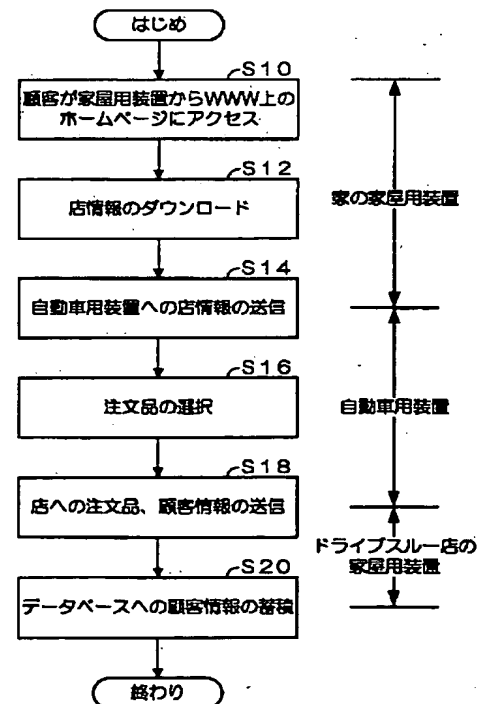 はじめ
S10
顧客が家屋用装置からWWW上の
ホームページにアクセス
S12
店情報のダウンロード
家の家屋用装置
S14
自動車用装置への店情報の送信
S16
注文品の選択
自動車用装置
S18
店への注文品、顧客情報の送信
ドライブスルー店の
家屋用装置
S20
データベースへの顧客情報の蓄積
終わり